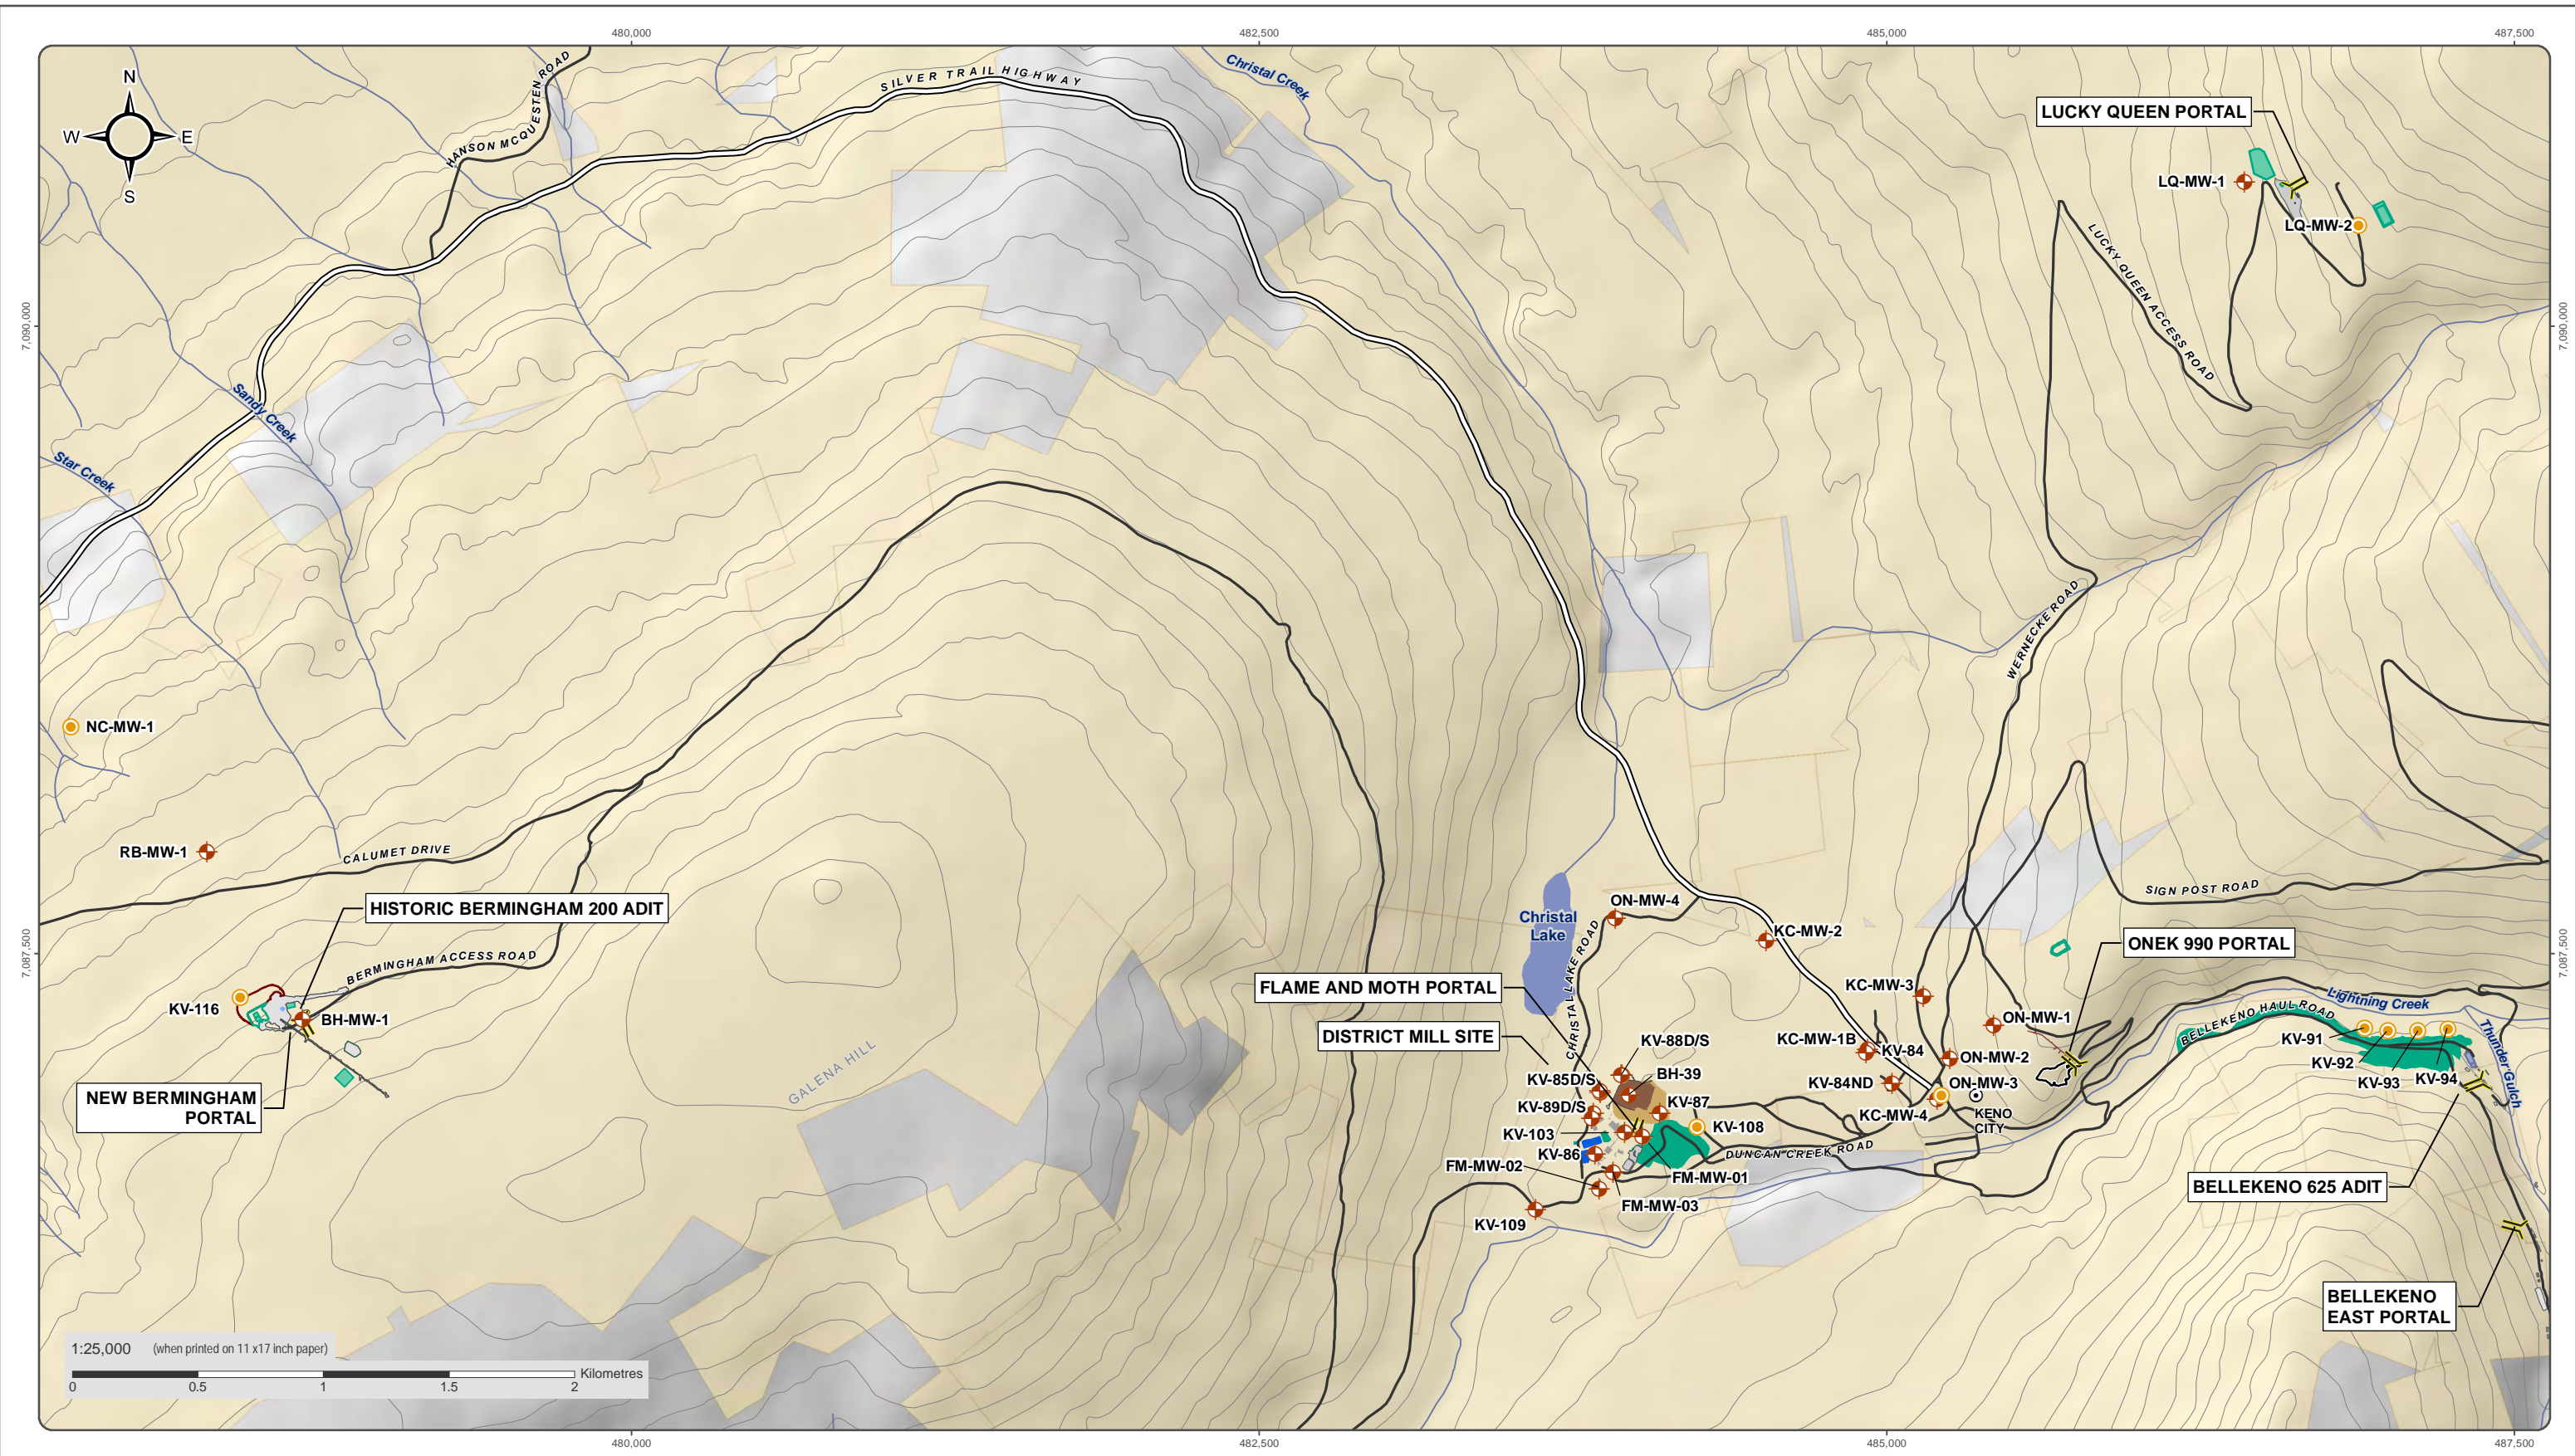 480,000
482,500
485,000
487,500
N
W
E
S
HANSON MCQUESTEN ROAD
SILVER TRAIL HIGHWAY
Christal Creek
LUCKY QUEEN PORTAL
LQ-MW-1
LQ-MW-2
LUCKY QUEEN ACCESS ROAD
7,090,000
7,090,000
Sandy Creek
Star Creek
WERNECKE ROAD
NC-MW-1
RB-MW-1
CALUMET DRIVE
HISTORIC BERMINGHAM 200 ADIT
BERMINGHAM ACCESS ROAD
KV-116
BH-MW-1
NEW BERMINGHAM
PORTAL
GALENA HILL
7,087,500
7,087,500
SIGN POST ROAD
Christal
Lake
CHRISTAL LAKE ROAD
ON-MW-4
KC-MW-2
ONEK 990 PORTAL
FLAME AND MOTH PORTAL
DISTRICT MILL SITE
KC-MW-3
ON-MW-1
BELLEKENO HAUL ROAD
Lightning Creek
Thunder Gulch
KV-88D/S
KC-MW-1B
KV-84
ON-MW-2
KV-91
KV-92
KV-93
KV-94
KV-85D/S
BH-39
KV-84ND
ON-MW-3
KV-89D/S
KV-87
KC-MW-4
KENO
CITY
KV-103
KV-108
KV-86
DUNCAN CREEK ROAD
FM-MW-02
FM-MW-01
FM-MW-03
KV-109
BELLEKENO 625 ADIT
BELLEKENO
EAST PORTAL
1:25,000 (when printed on 11 x17 inch paper)
Kilometres
0
0.5
1
1.5
2
480,000
482,500
485,000
487,500